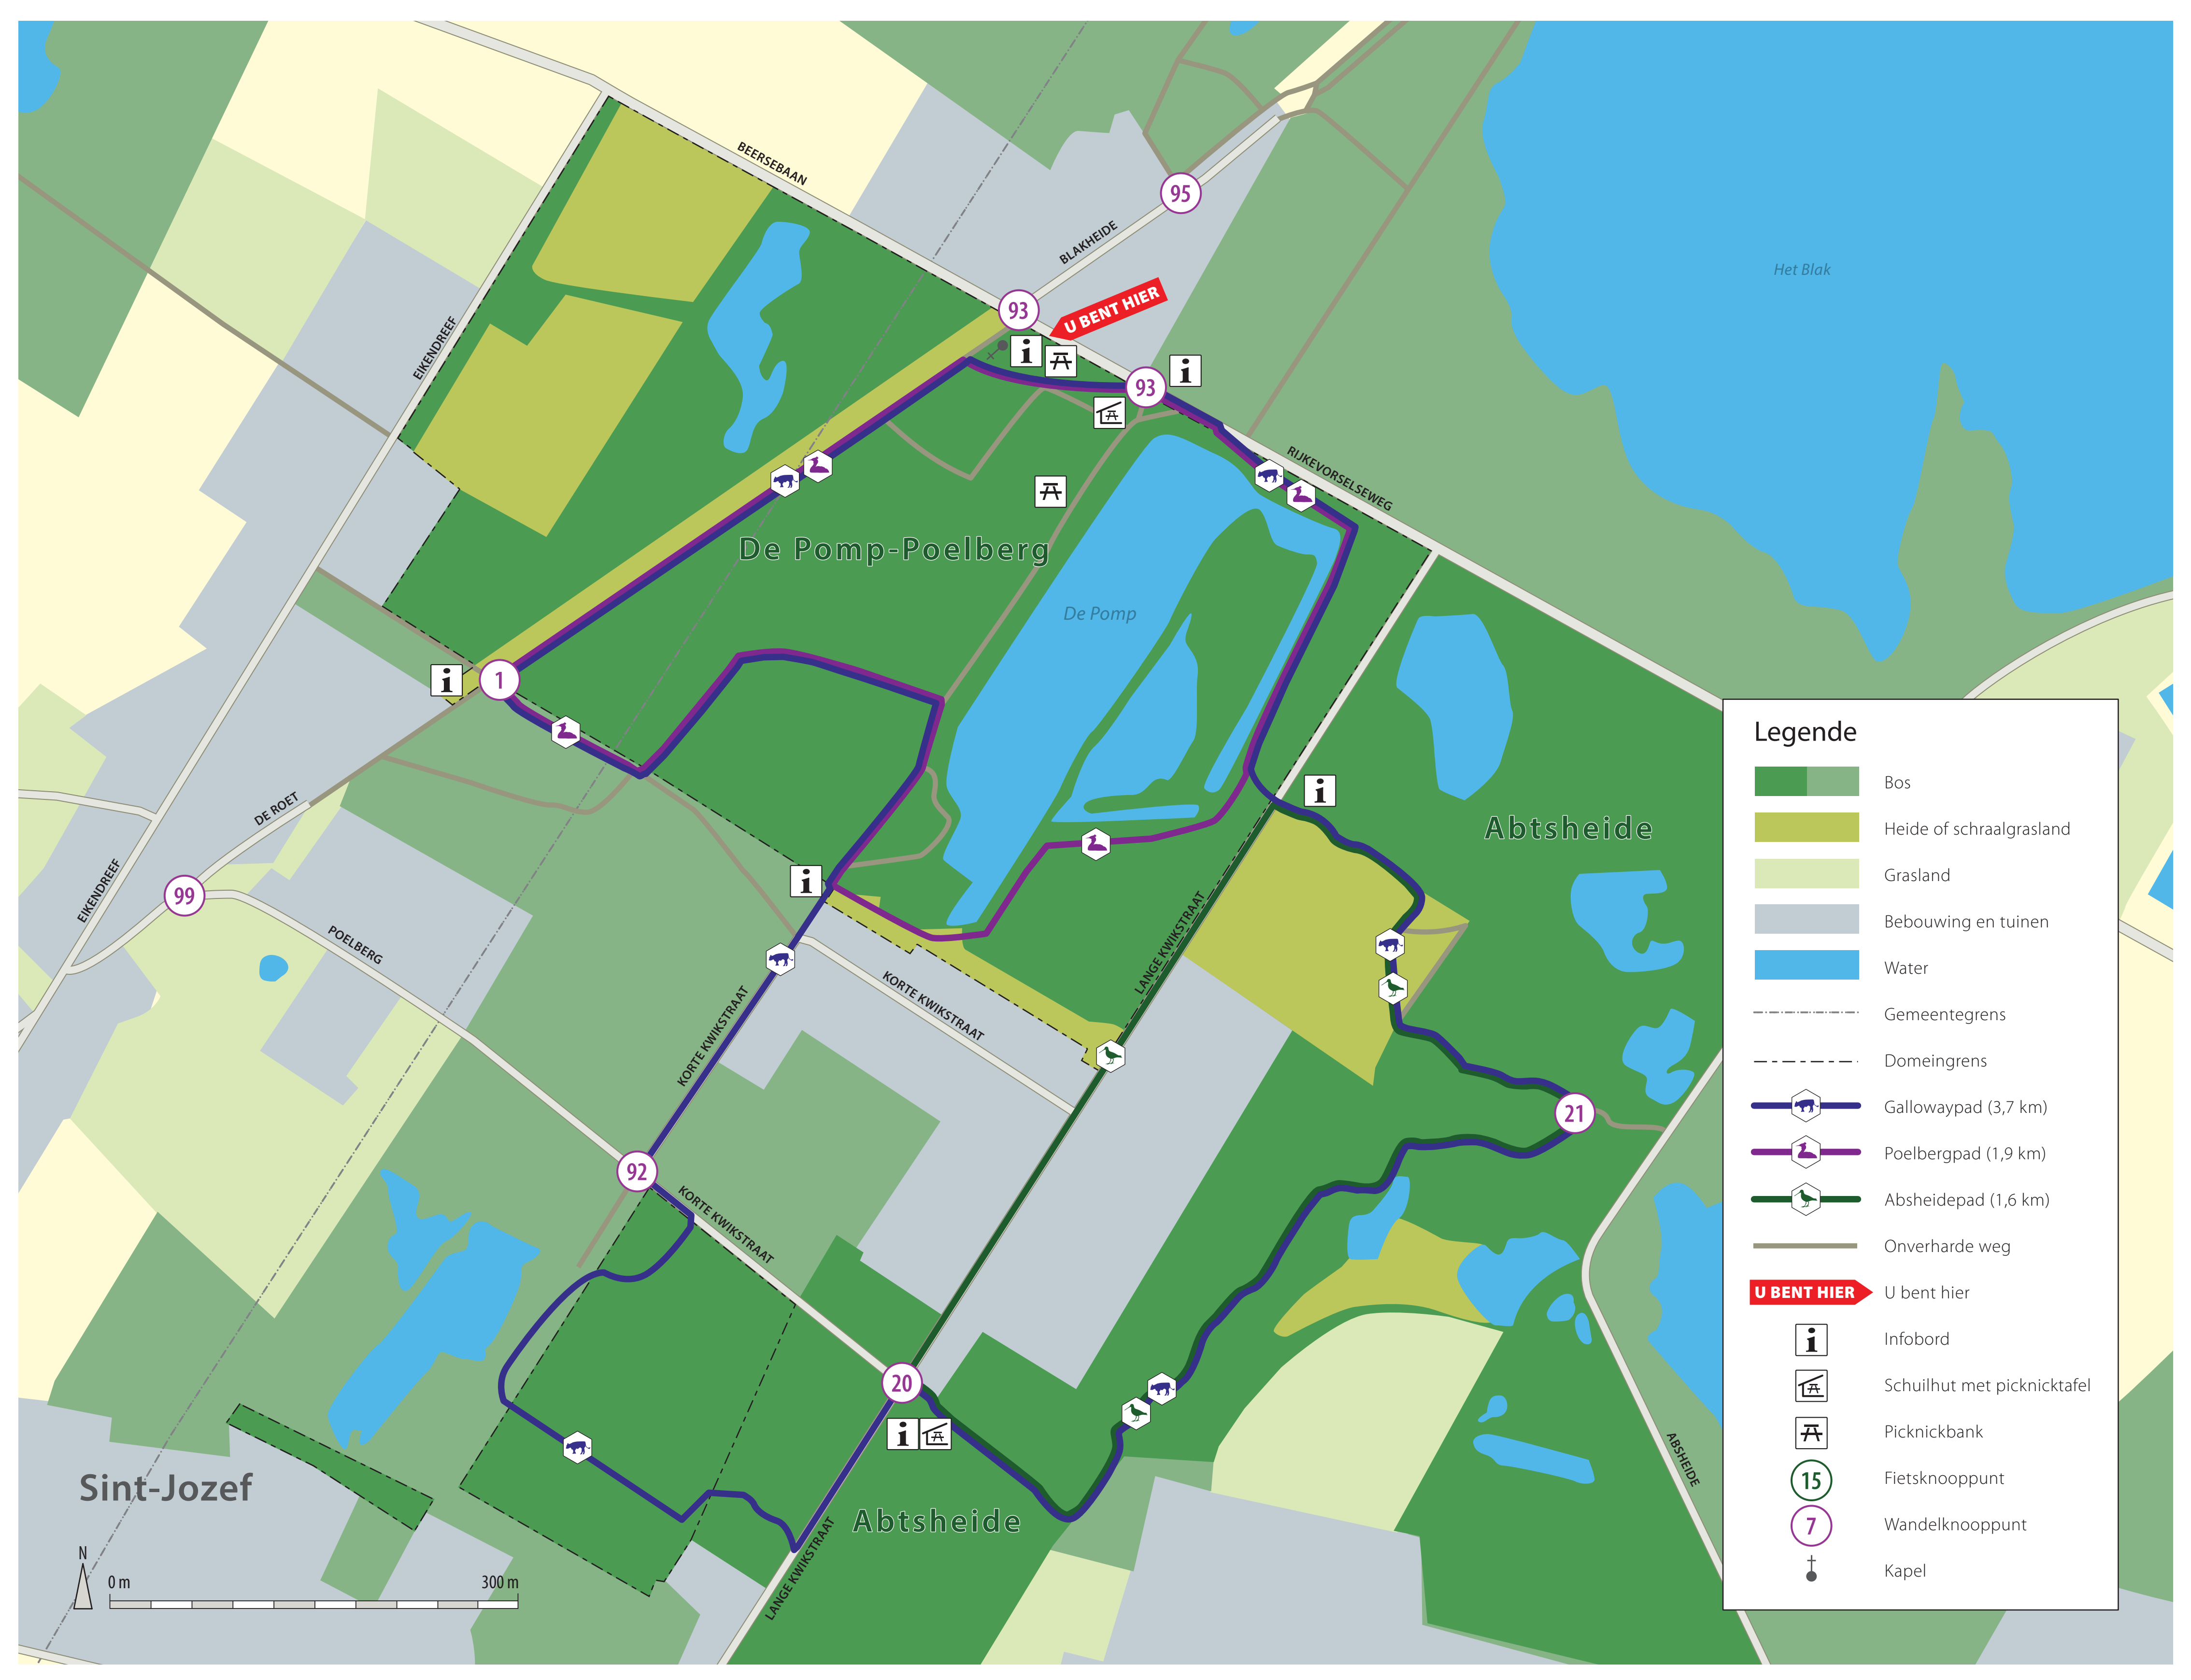 BEERSEBAAN
95
BLAKHEIDE
Het Blak
93
U BENT HIER
i
EIKENDREEF
93
i
RIJKEVORSELSEWEG
De Pomp-Poelberg
De Pomp
i
1
i
DE ROET
Abtsheide
i
EIKENDREEF
99
POELBERG
LANGE KWIKSTRAAT
KORTE KWIKSTRAAT
KORTE KWIKSTRAAT
21
92
KORTE KWIKSTRAAT
20
i
ABSHEIDE
Sint-Jozef
Abtsheide
LANGE KWIKSTRAAT
N
0 m
300 m
Legende
Bos
Heide of schraalgrasland
Grasland
Bebouwing en tuinen
Water
Gemeentegrens
Domeingrens
Gallowaypad (3,7 km)
Poelbergpad (1,9 km)
Absheidepad (1,6 km)
Onverharde weg
U BENT HIER U bent hier
i Infobord
Schuilhut met picknicktafel
Picknickbank
15 Fietsknooppunt
7 Wandelknooppunt
Kapel